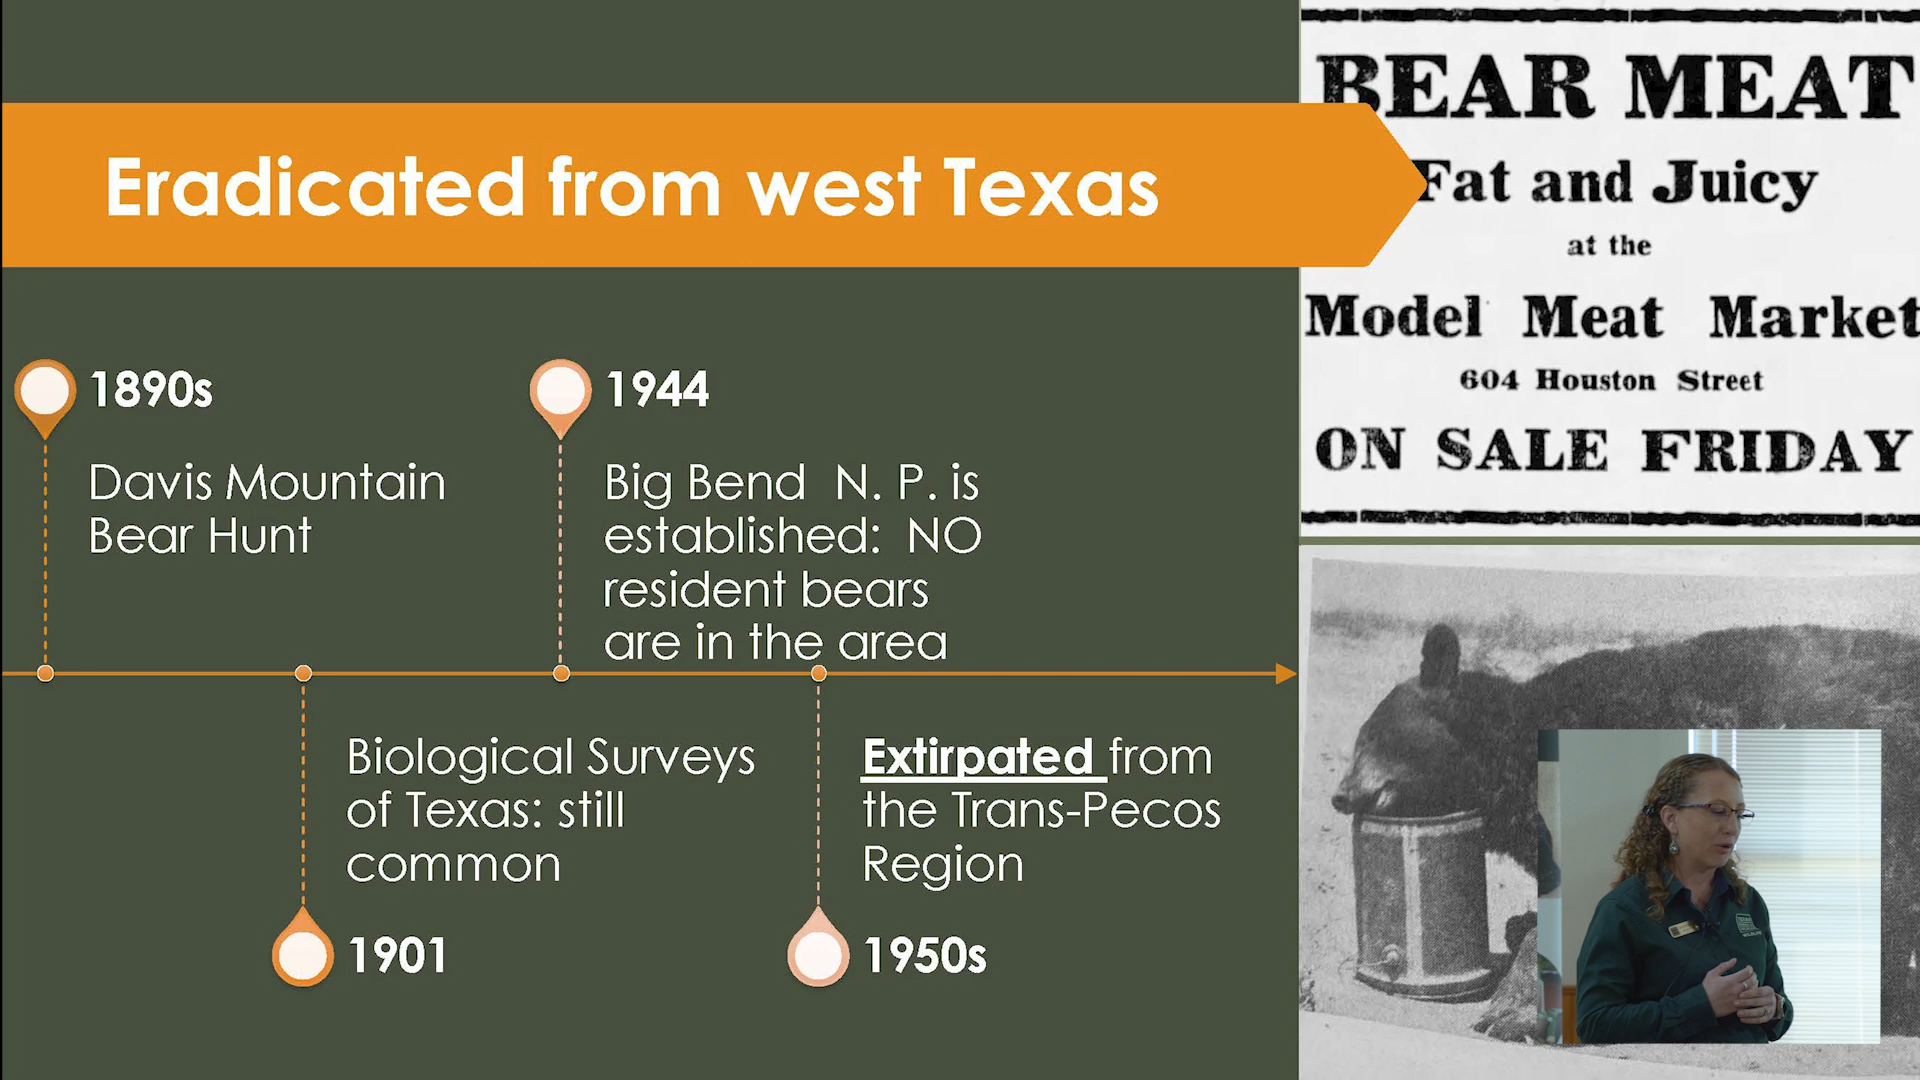 Eradicated from west Texas
1890s
Davis Mountain
Bear Hunt
1944
Big Bend N. P. is
established: NO
resident bears
are in the area
Biological Surveys
of Texas: still
common
1901
Extirpated from
the Trans-Pecos
Region
1950s
BEAR MEAT
Fat and Juicy
at the
Model Meat Market
604 Houston Street
ON SALE FRIDAY